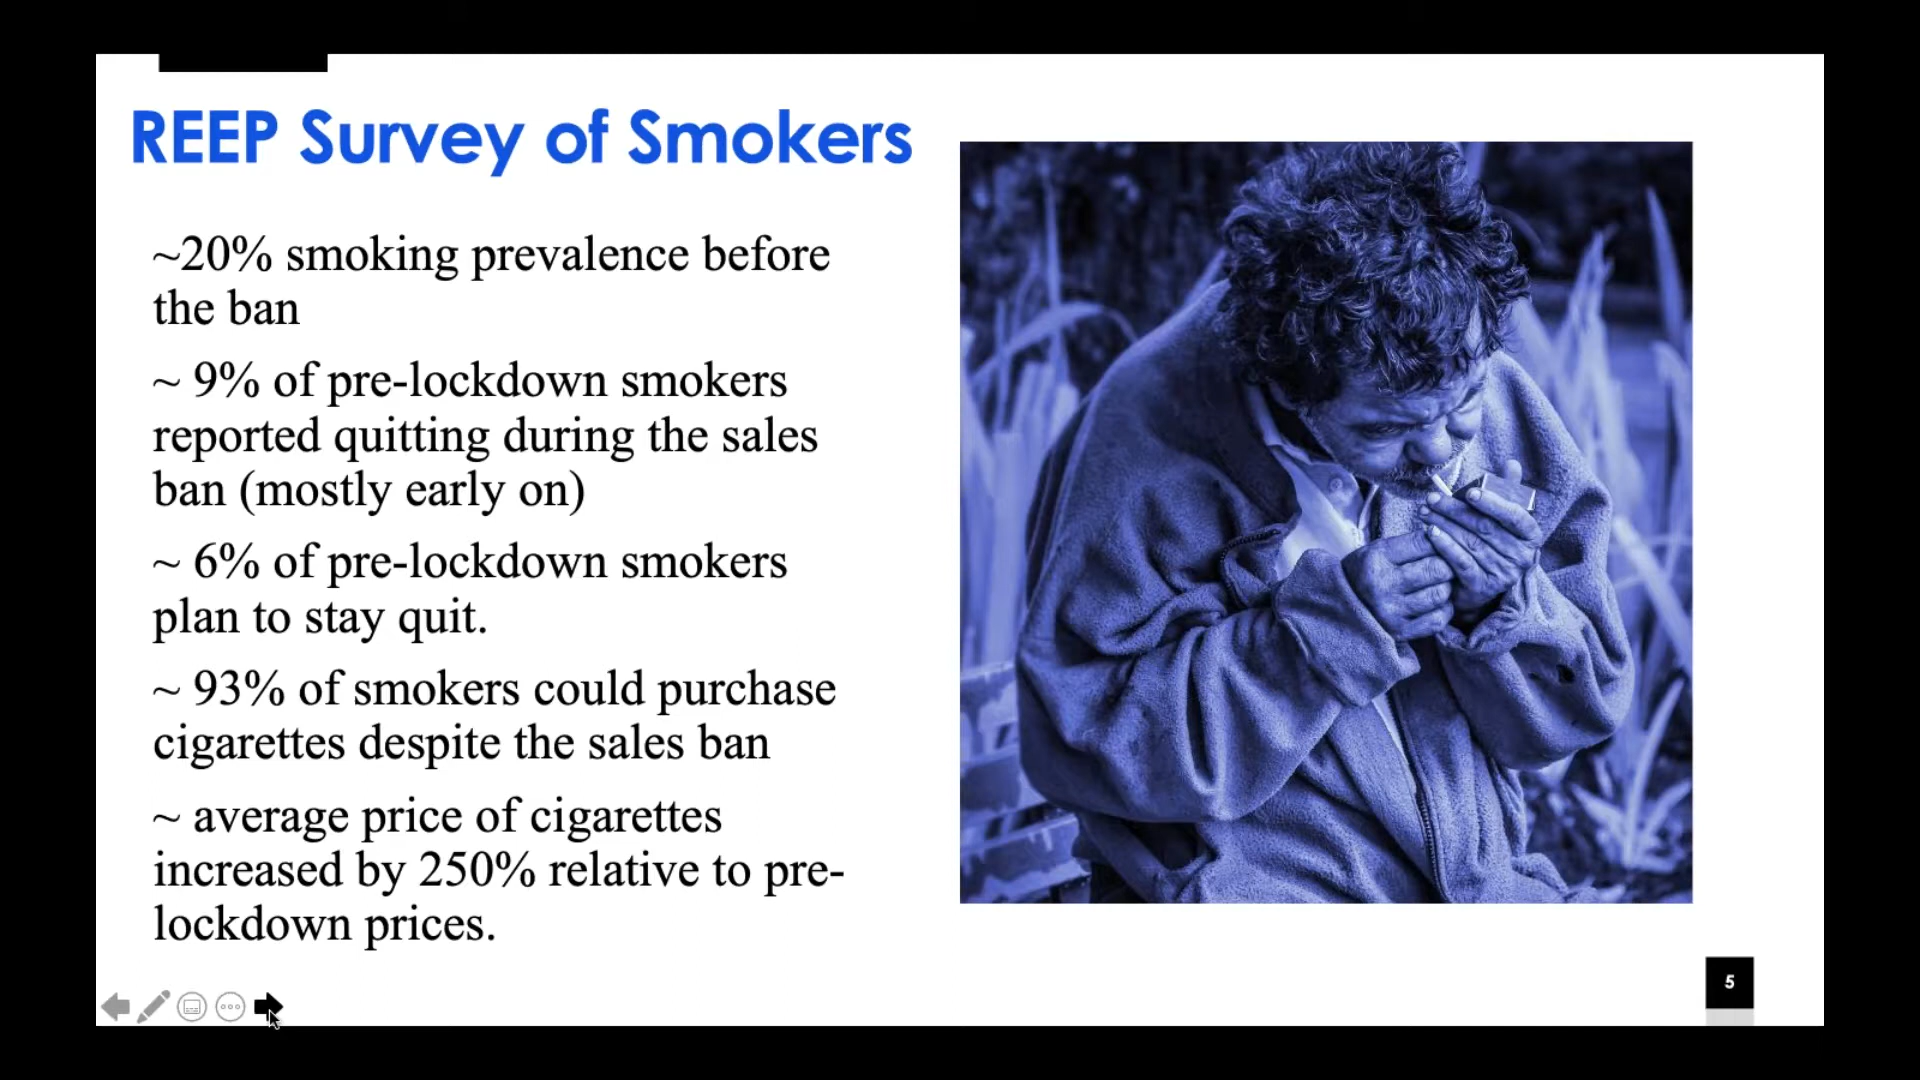 REEP Survey of Smokers
~20% smoking prevalence before
the ban
~ 9% of pre-lockdown smokers
reported quitting during the sales
ban (mostly early on)
~ 6% of pre-lockdown smokers
plan to stay quit.
~ 93% of smokers could purchase
cigarettes despite the sales ban
~ average price of cigarettes
increased by 250% relative to pre-
lockdown prices.
5